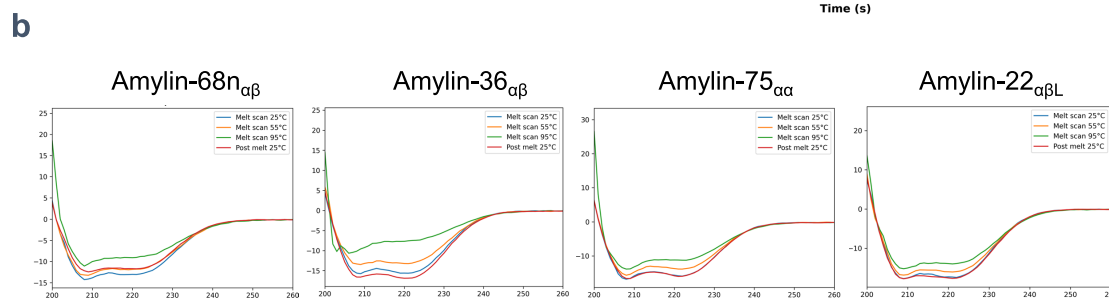 Time (s)
b
Amylin-68nαβ
Amylin-36αβ
Amylin-75αα
Amylin-22αβL
25
20
15
10
5
0
−5
−10
−15
200
210
220
230
240
250
260
Melt scan 25°C
Melt scan 55°C
Melt scan 95°C
Post melt 25°C
25
20
15
10
5
0
−5
−10
−15
200
210
220
230
240
250
260
Melt scan 25°C
Melt scan 55°C
Melt scan 95°C
Post melt 25°C
30
20
10
0
−10
200
210
220
230
240
250
260
Melt scan 25°C
Melt scan 55°C
Melt scan 95°C
Post melt 25°C
20
10
0
−10
200
210
220
230
240
250
260
Melt scan 25°C
Melt scan 55°C
Melt scan 95°C
Post melt 25°C